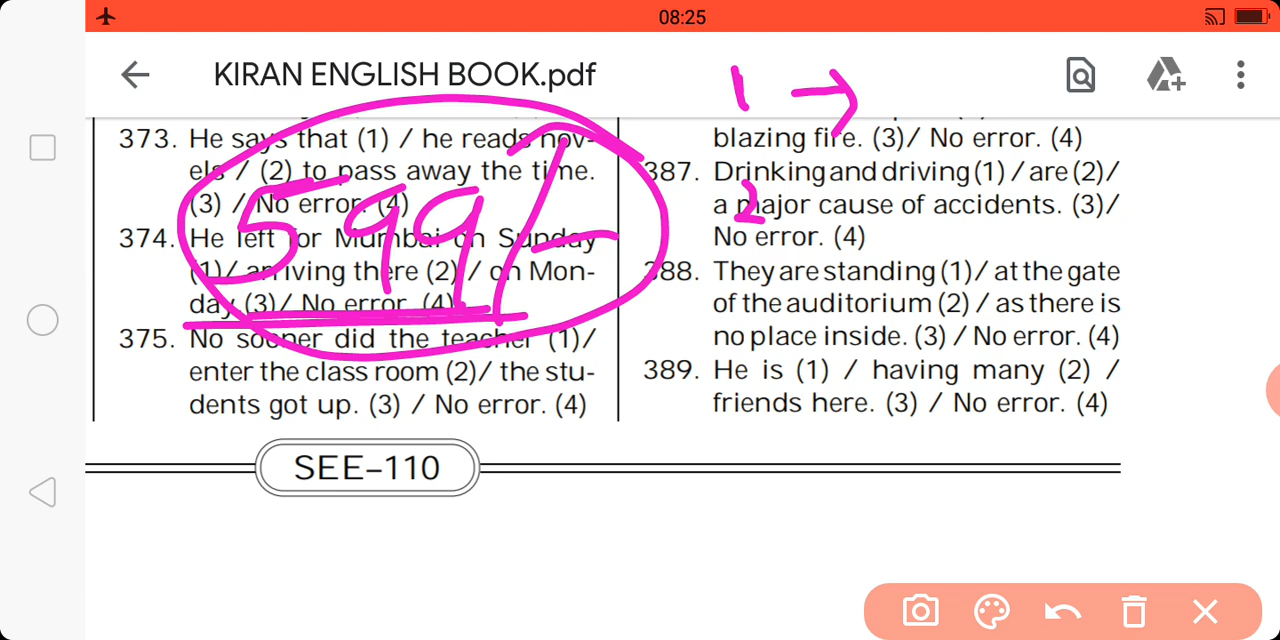 08:25
KIRAN ENGLISH BOOK.pdf
373. He says that (1) / he reads nov-
els / (2) to pass away the time.
(3) / No error. (4)
374. He left for Mumbai on Sunday
(1)/ arriving there (2) / on Mon-
day (3)/ No error. (4)
375. No sooner did the teacher (1)/
enter the class room (2)/ the stu-
dents got up. (3) / No error. (4)
599/-
1 →
2
blazing fire. (3)/ No error. (4)
387. Drinking and driving (1) / are (2)/
a major cause of accidents. (3)/
No error. (4)
388. They are standing (1)/ at the gate
of the auditorium (2) / as there is
no place inside. (3) / No error. (4)
389. He is (1) / having many (2) /
friends here. (3) / No error. (4)
SEE–110